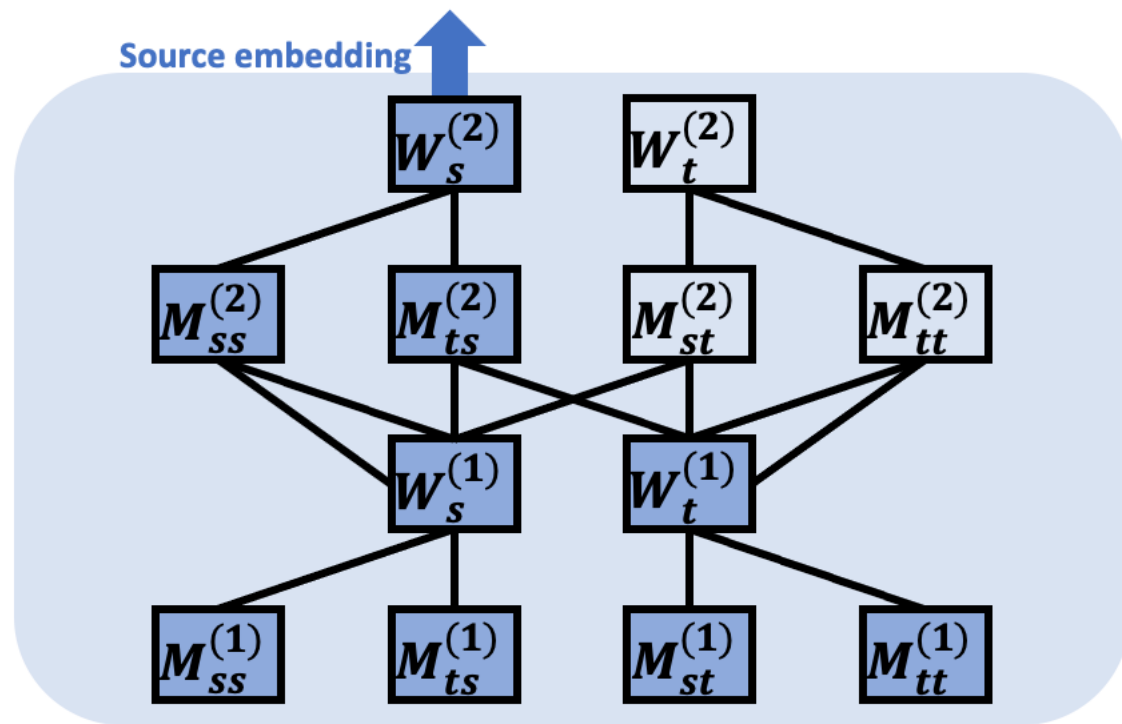 Source embedding
W_s^(2) W_t^(2)
M_ss^(2) M_ts^(2) M_st^(2) M_tt^(2)
W_s^(1) W_t^(1)
M_ss^(1) M_ts^(1) M_st^(1) M_tt^(1)